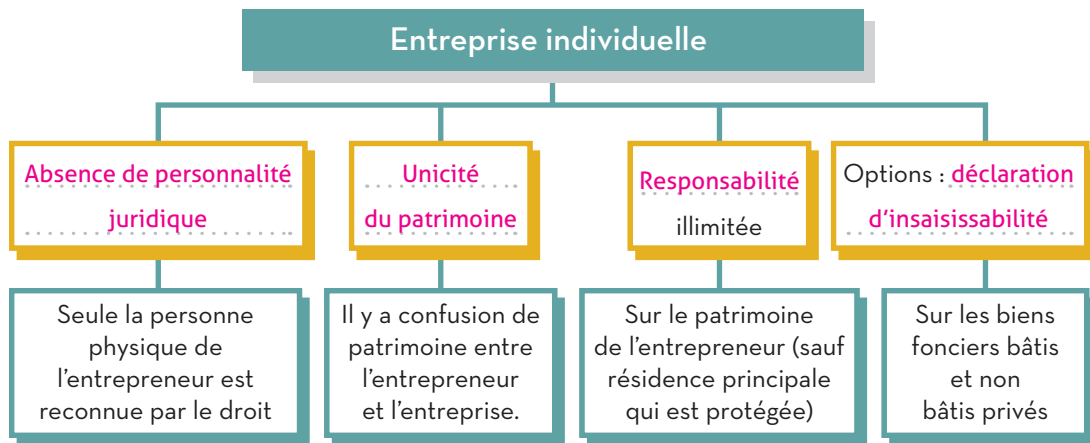 Entreprise individuelle
Absence de personnalité
juridique
Unicité
du patrimoine
Responsabilité
illimitée
Options : déclaration
d'insaisissabilité
Seule la personne
physique de
l'entrepreneur est
reconnue par le droit
Il y a confusion de
patrimoine entre
l'entrepreneur
et l'entreprise.
Sur le patrimoine
de l'entrepreneur (sauf
résidence principale
qui est protégée)
Sur les biens
fonciers bâtis
et non
bâtis privés